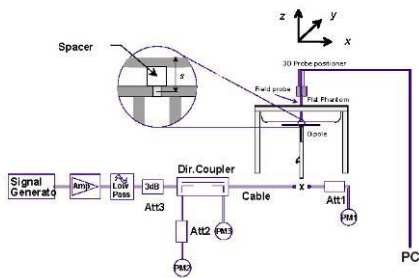 z
y
x
Spacer
s
3D Probe positioner
Field probe
Flat Phantom
Dipole
Signal
Generato
Amp
Low
Pass
3dB
Att3
Dir.Coupler
Cable
x
Att1
Att2
PM3
PM1
PM2
PC